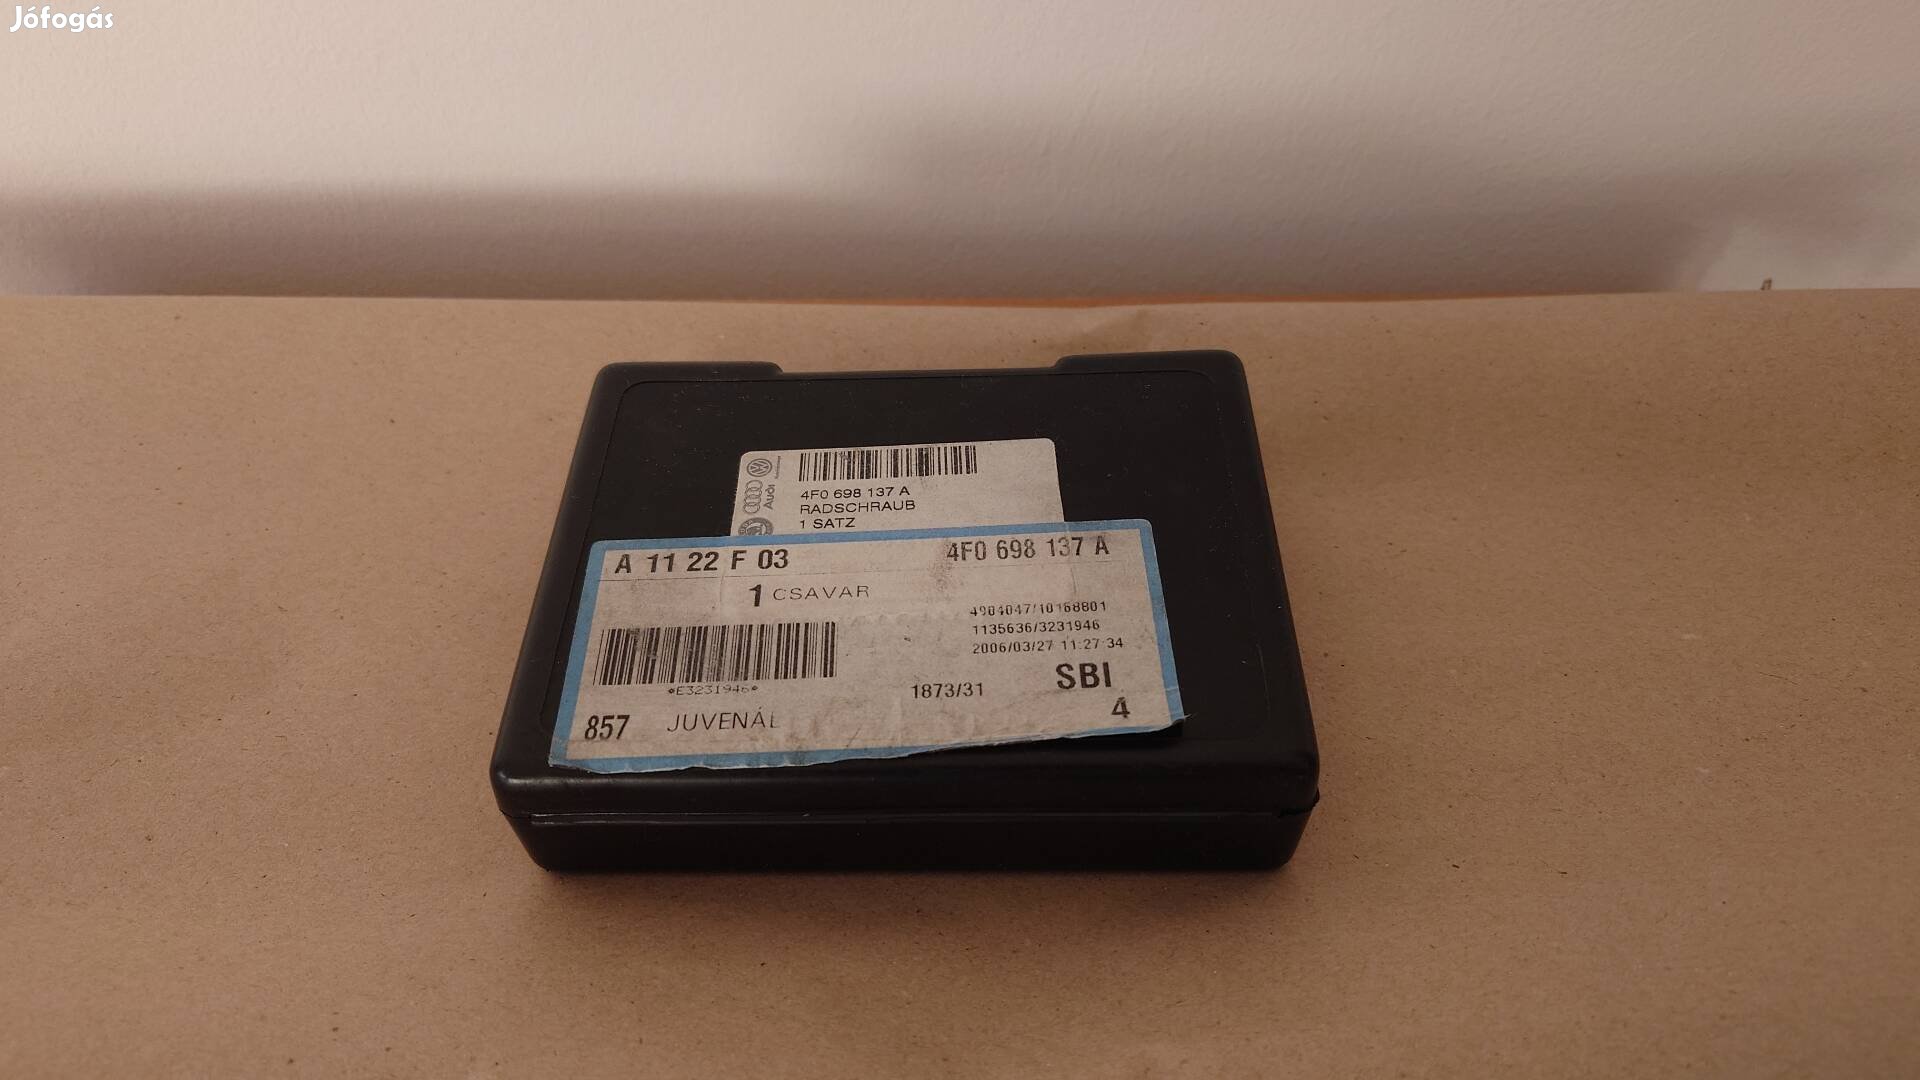 Jófogás
Audi
4F0 698 137 A
RADSCHRAUB
1 SATZ
A 11 22 F 03 4F0 698 137 A
1 CSAVAR
4904047/10168801
1135636/3231946
2006/03/27 11:27:34
*E3231946* 1873/31 SBI
857 JUVENÁL 4